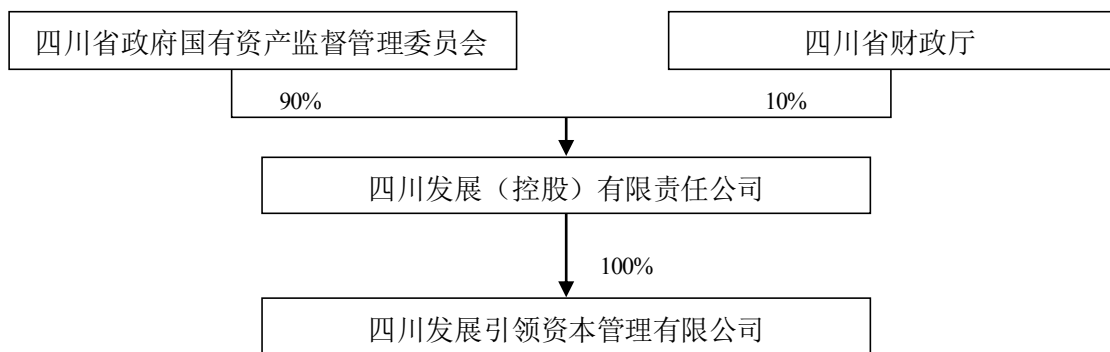 四川省政府国有资产监督管理委员会
四川省财政厅
90%
10%
四川发展（控股）有限责任公司
100%
四川发展引领资本管理有限公司